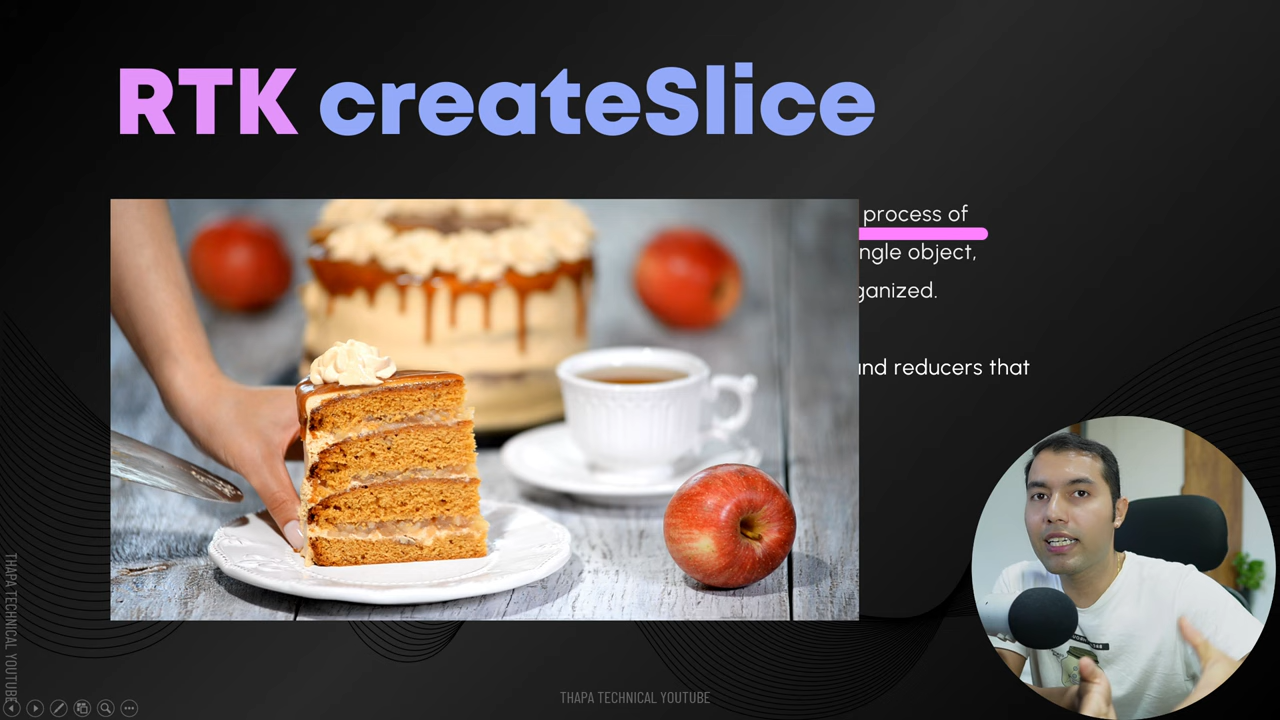 RTK createSlice
process of
ngle object,
ganized.
and reducers that
THAPA TECHNICAL YOUTUBE
THAPA TECHNICAL YOUTUBE